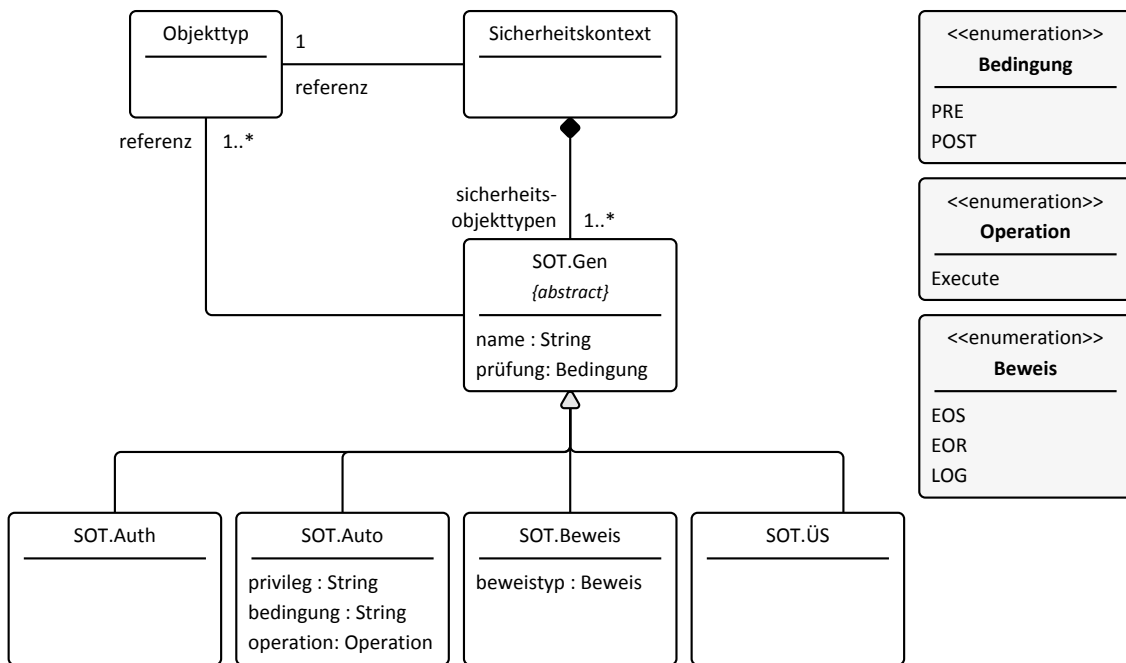 Objekttyp
1
referenz
Sicherheitskontext
referenz
1..*
sicherheits-
objekttypen
1..*
SOT.Gen
{abstract}
name : String
prüfung: Bedingung
SOT.Auth
SOT.Auto
privileg : String
bedingung : String
operation: Operation
SOT.Beweis
beweistyp : Beweis
SOT.ÜS
<<enumeration>>
Bedingung
PRE
POST
<<enumeration>>
Operation
Execute
<<enumeration>>
Beweis
EOS
EOR
LOG